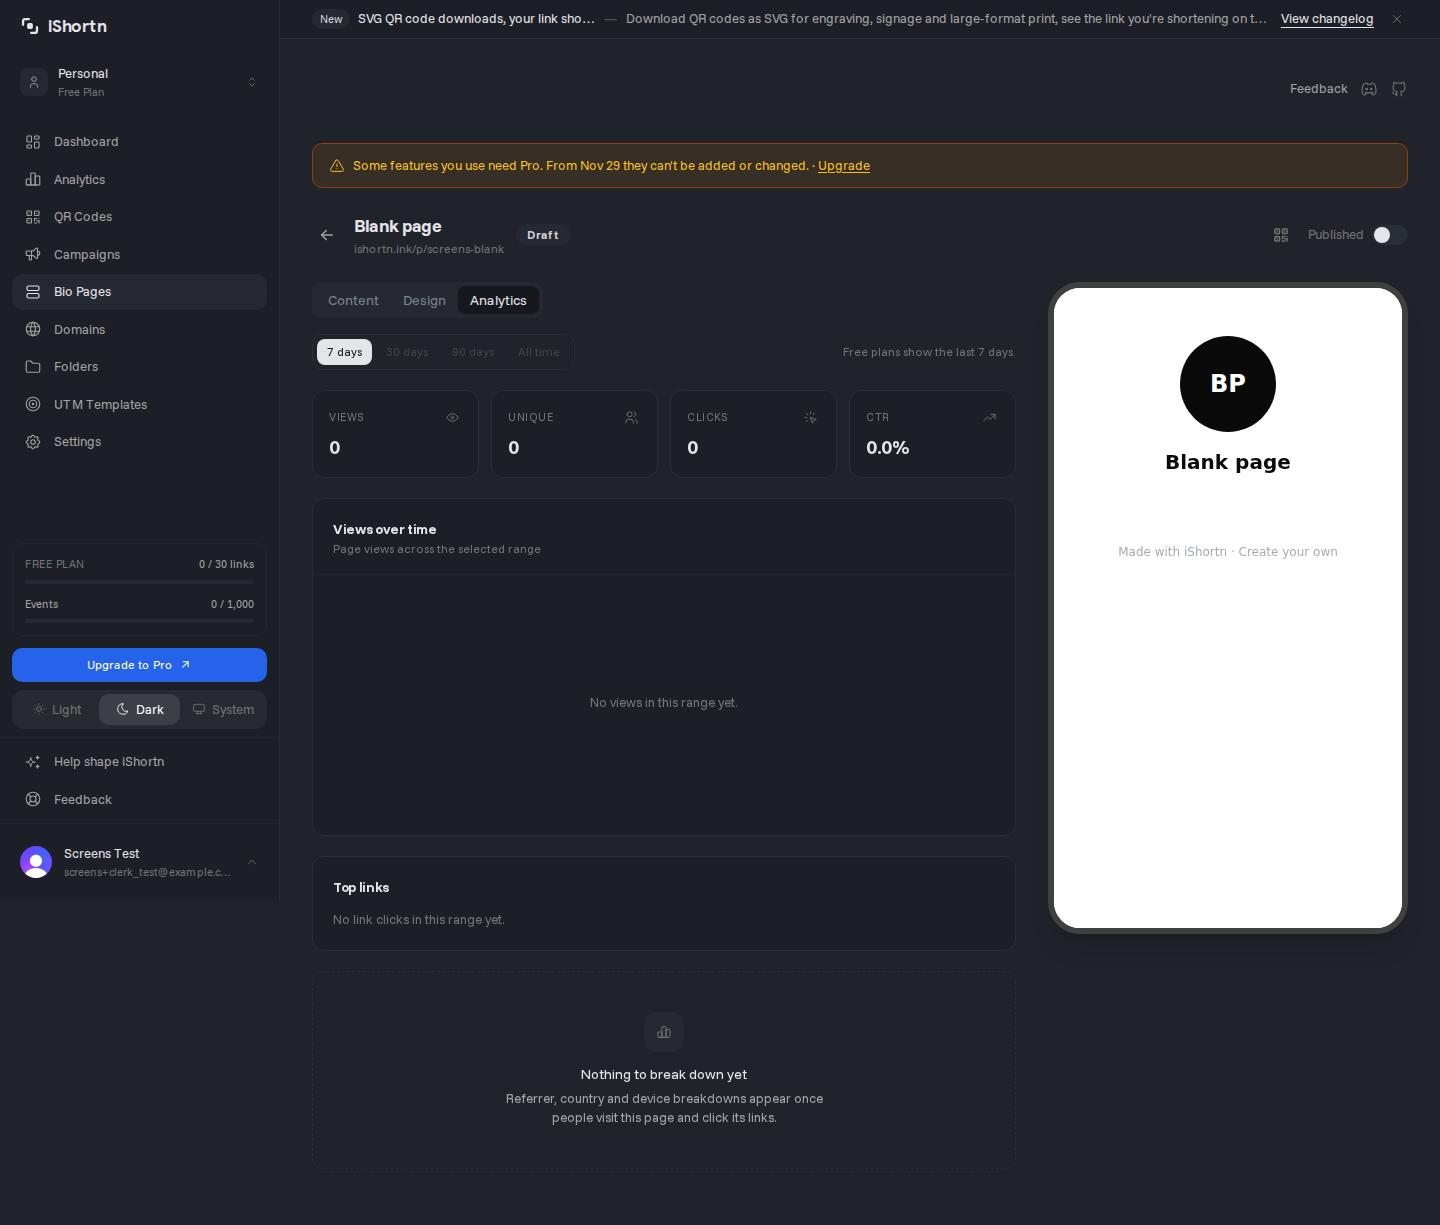 iShortn
Personal
Free Plan
Dashboard
Analytics
QR Codes
Campaigns
Bio Pages
Domains
Folders
UTM Templates
Settings
FREE PLAN
0 / 30 links
Events
0 / 1,000
Upgrade to Pro
Light
Dark
System
Help shape iShortn
Feedback
Screens Test
screens+clerk_test@example.c...
New
SVG QR code downloads, your link sho...
—
Download QR codes as SVG for engraving, signage and large-format print, see the link you're shortening on t...
View changelog
Feedback
Some features you use need Pro. From Nov 29 they can't be added or changed. · Upgrade
Blank page
ishortn.ink/p/screens-blank
Draft
Published
Content
Design
Analytics
7 days
30 days
90 days
All time
Free plans show the last 7 days.
VIEWS
0
UNIQUE
0
CLICKS
0
CTR
0.0%
Views over time
Page views across the selected range
No views in this range yet.
Top links
No link clicks in this range yet.
Nothing to break down yet
Referrer, country and device breakdowns appear once
people visit this page and click its links.
BP
Blank page
Made with iShortn · Create your own